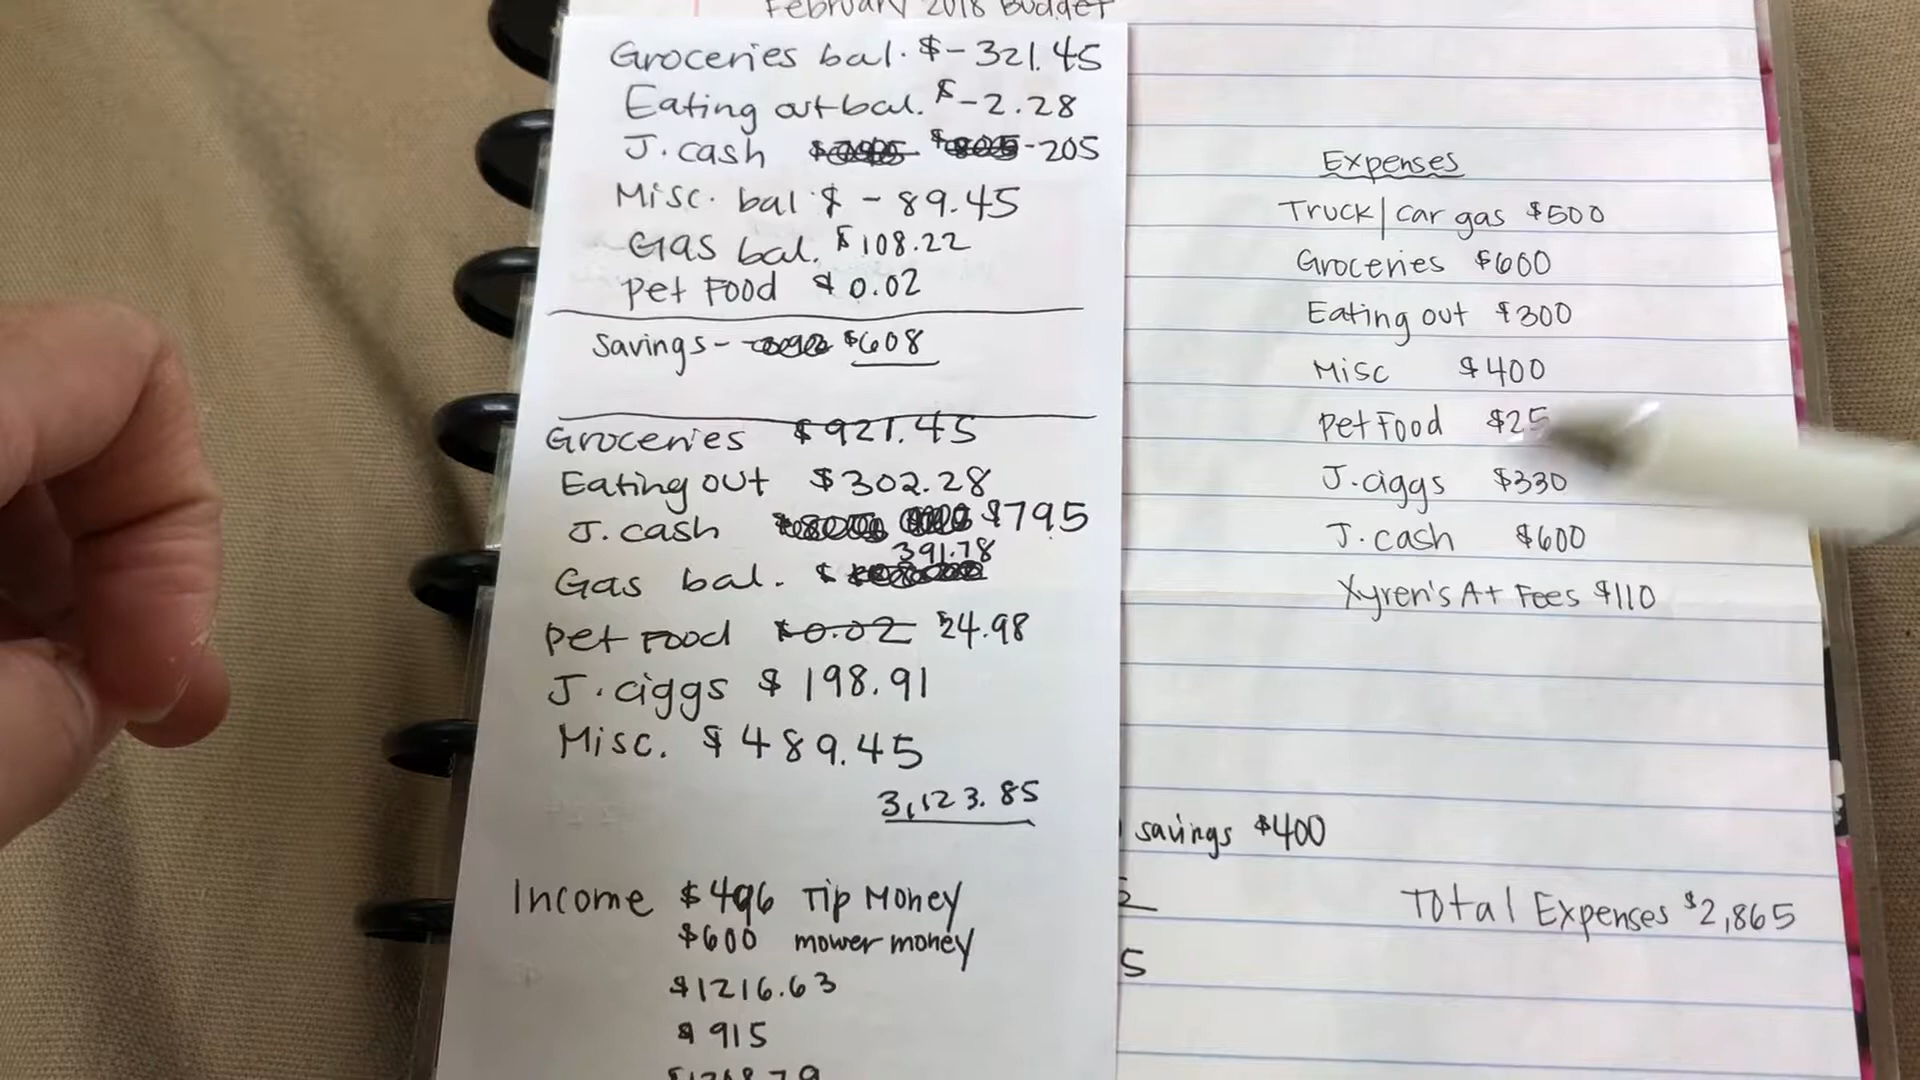 February 2018 Budget
Groceries bal. $-321.45
Eating out bal. $-2.28
J. cash -205
Misc. bal $ -89.45
Gas bal. $108.22
Pet Food $0.02
Savings- $608
Groceries $921.45
Eating out $302.28
J. cash $795
391.78
Gas bal. $
Pet Food $0.02 24.98
J. ciggs $198.91
Misc. $489.45
3,123.85
Income $496 Tip Money
$600 mower money
$1216.63
$915
Expenses
Truck/car gas $500
Groceries $600
Eating out $300
Misc $400
Pet Food $25
J. ciggs $330
J. cash $600
Xyren's A+ Fees $110
savings $400
Total Expenses $2,865
5